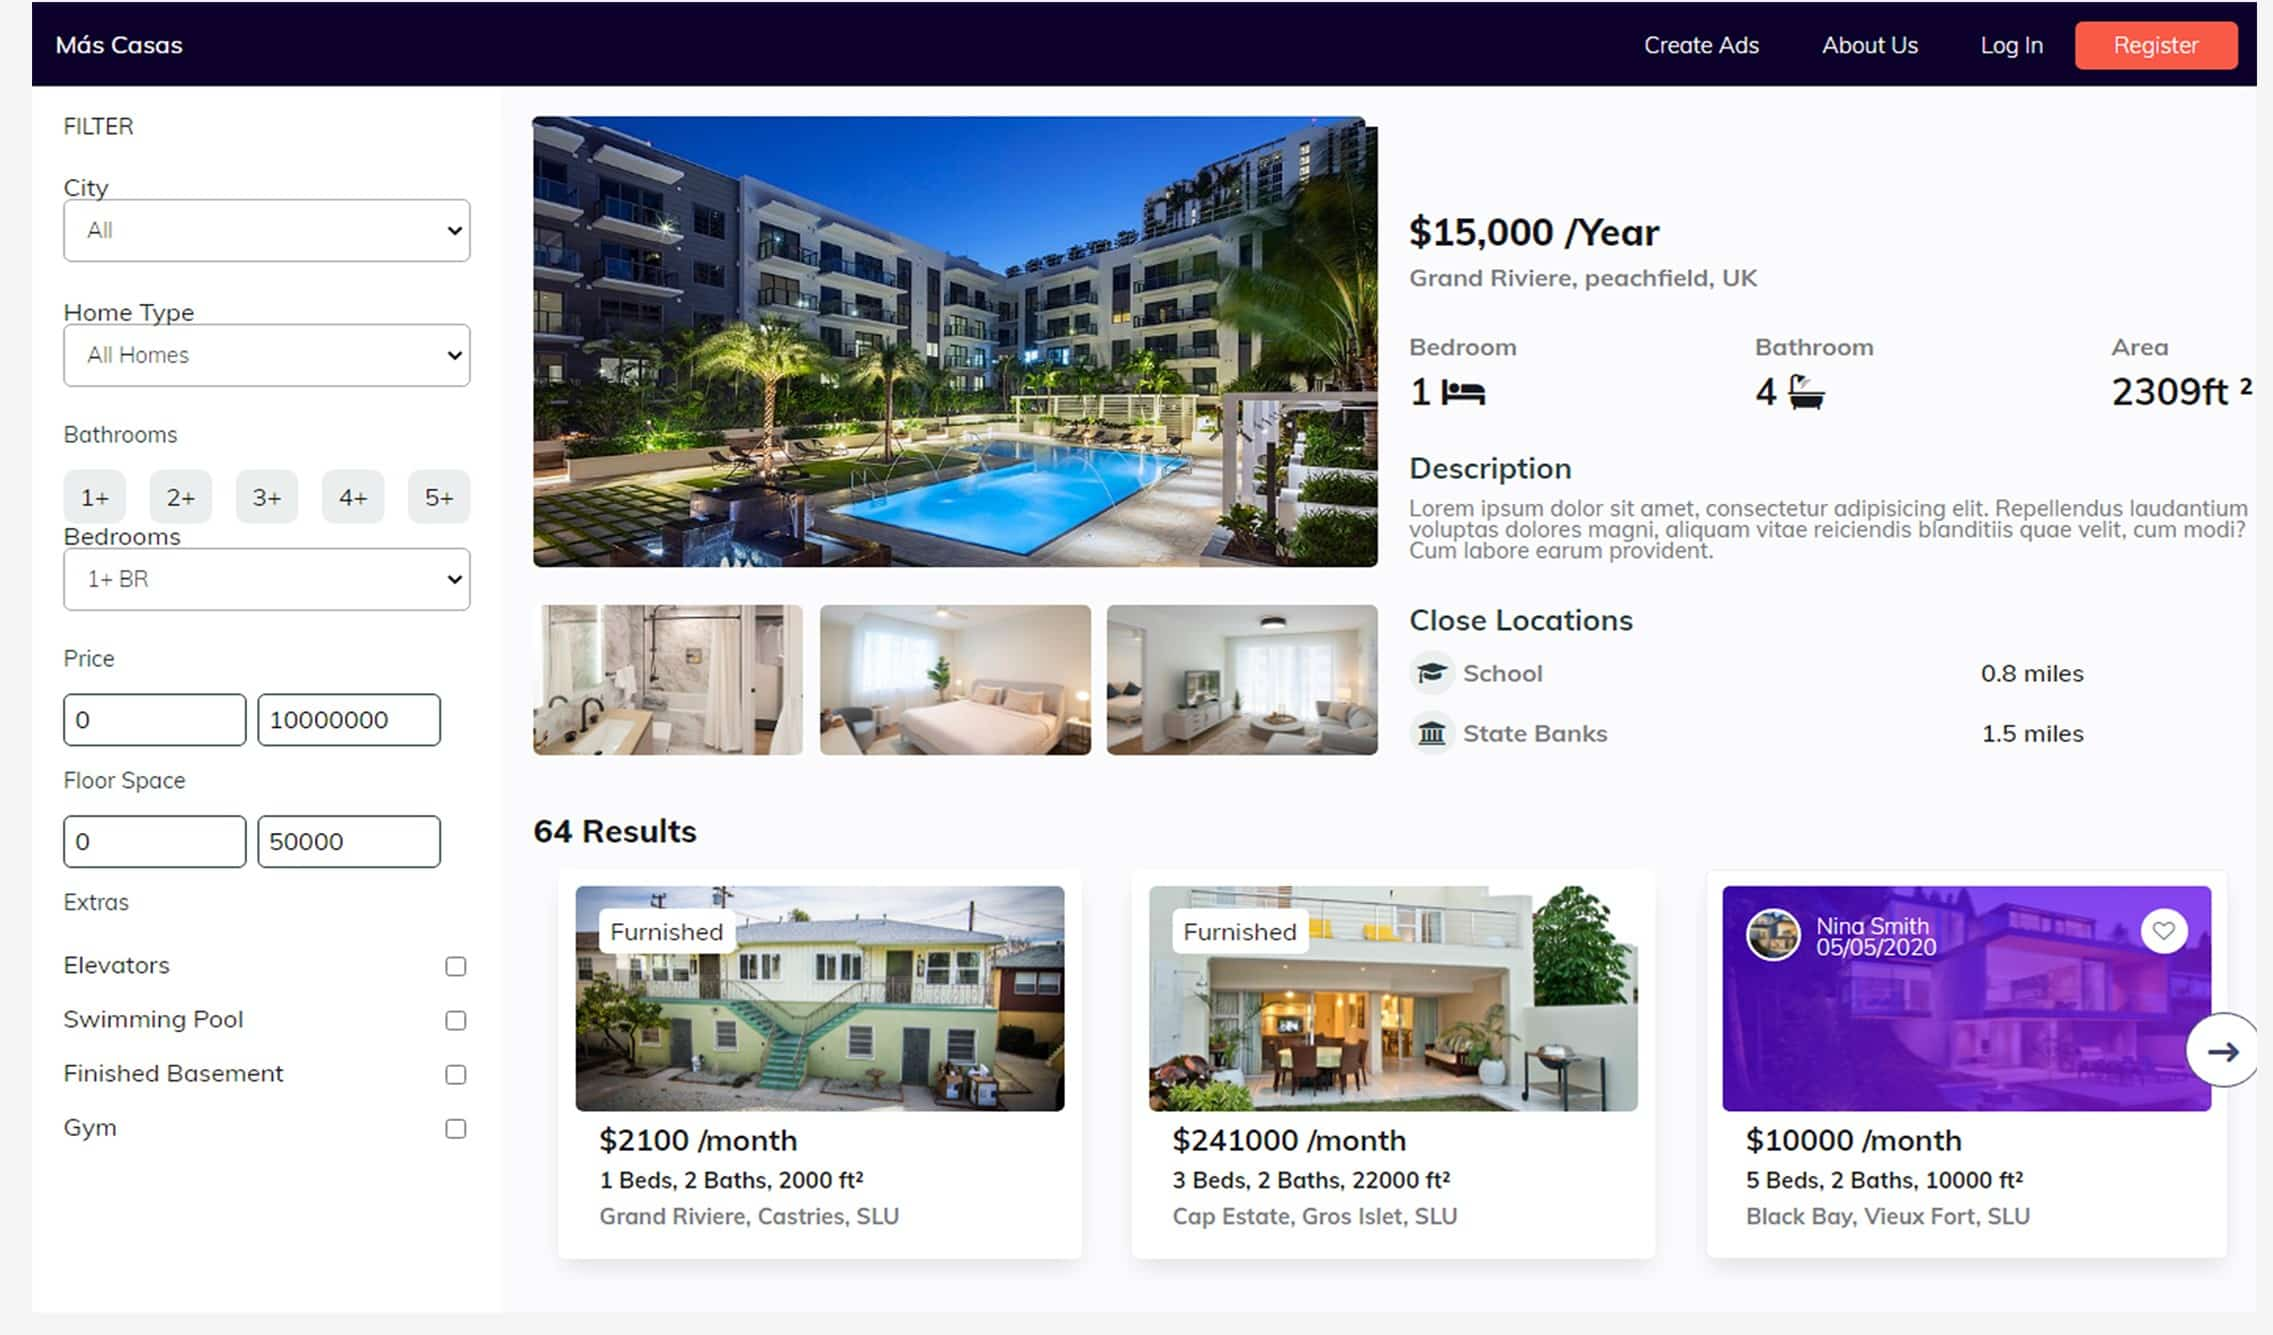 Más Casas
Create Ads
About Us
Log In
Register
FILTER
City
All
Home Type
All Homes
Bathrooms
1+
2+
3+
4+
5+
Bedrooms
1+ BR
Price
0
10000000
Floor Space
0
50000
Extras
Elevators
Swimming Pool
Finished Basement
Gym
$15,000 /Year
Grand Riviere, peachfield, UK
Bedroom
1
Bathroom
4
Area
2309ft ²
Description
Lorem ipsum dolor sit amet, consectetur adipisicing elit. Repellendus laudantium
voluptas dolores magni, aliquam vitae reiciendis blanditiis quae velit, cum modi?
Cum labore earum provident.
Close Locations
School
0.8 miles
State Banks
1.5 miles
64 Results
Furnished
$2100 /month
1 Beds, 2 Baths, 2000 ft²
Grand Riviere, Castries, SLU
Furnished
$241000 /month
3 Beds, 2 Baths, 22000 ft²
Cap Estate, Gros Islet, SLU
Nina Smith
05/05/2020
$10000 /month
5 Beds, 2 Baths, 10000 ft²
Black Bay, Vieux Fort, SLU